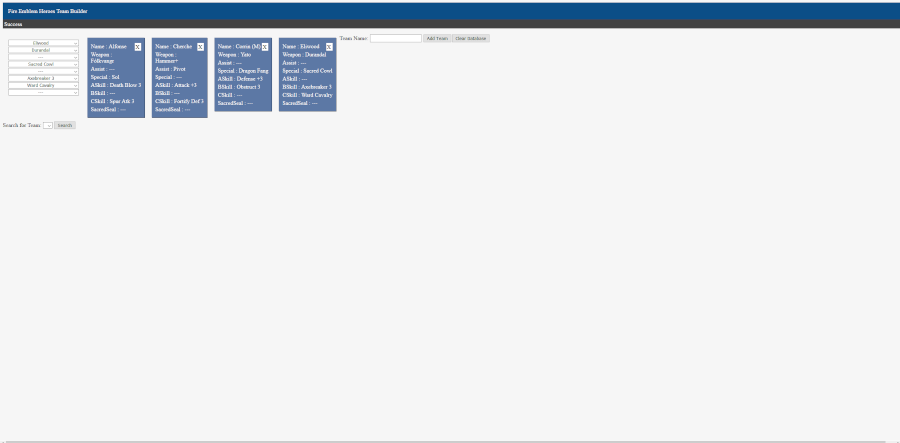 Fire Emblem Heroes Team Builder
Success
Eliwood
Durandal
---
Sacred Cowl
---
Axebreaker 3
Ward Cavalry
---
Name : Alfonse X
Weapon :
Fólkvangr
Assist : ---
Special : Sol
ASkill : Death Blow 3
BSkill : ---
CSkill : Spur Atk 3
SacredSeal : ---
Name : Cherche X
Weapon :
Hammer+
Assist : Pivot
Special : ---
ASkill : Attack +3
BSkill : ---
CSkill : Fortify Def 3
SacredSeal : ---
Name : Corrin (M) X
Weapon : Yato
Assist : ---
Special : Dragon Fang
ASkill : Defense +3
BSkill : Obstruct 3
CSkill : ---
SacredSeal : ---
Name : Eliwood X
Weapon : Durandal
Assist : ---
Special : Sacred Cowl
ASkill : ---
BSkill : Axebreaker 3
CSkill : Ward Cavalry
SacredSeal : ---
Team Name: Add Team Clear Database
Search for Team: Search